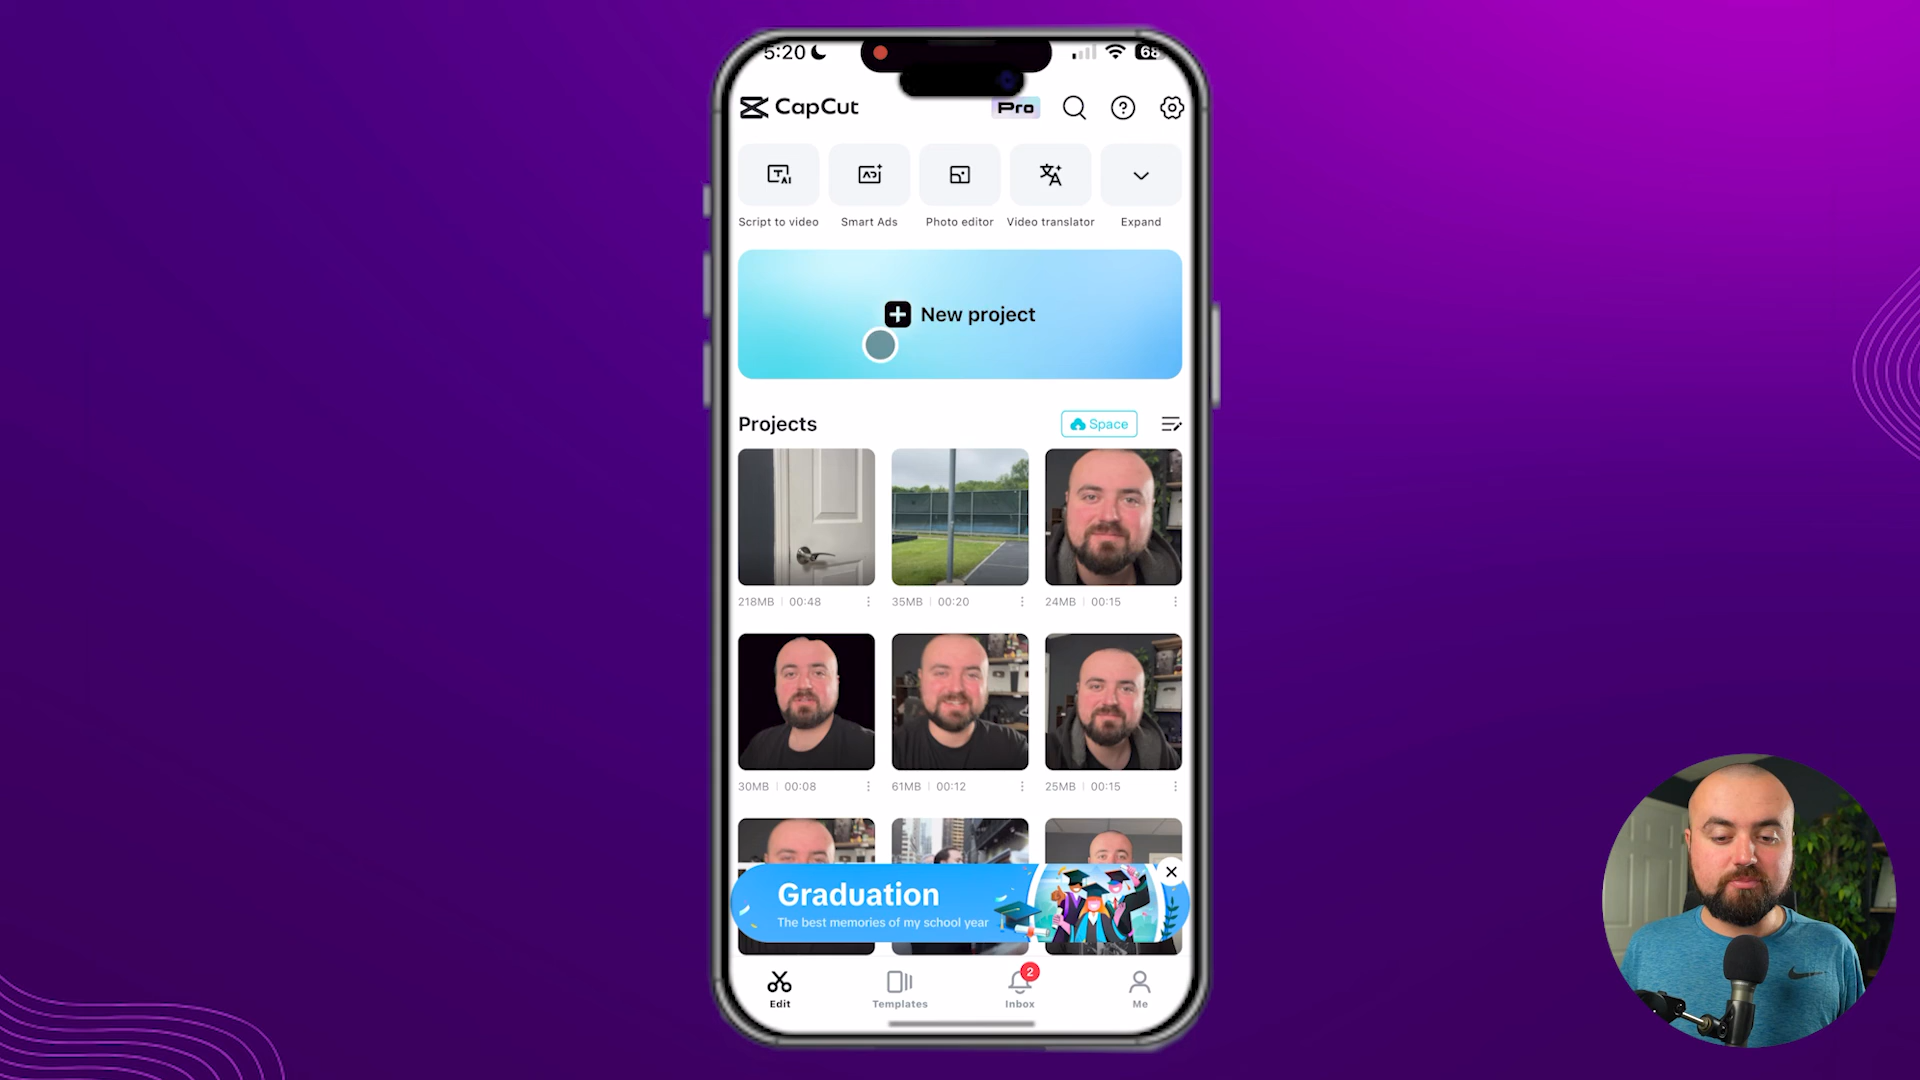 5:20
68
CapCut
Pro
Script to video
Smart Ads
Photo editor
Video translator
Expand
New project
Projects
Space
218MB | 00:48
35MB | 00:20
24MB | 00:15
30MB | 00:08
61MB | 00:12
25MB | 00:15
Graduation
The best memories of my school year
2
Edit
Templates
Inbox
Me